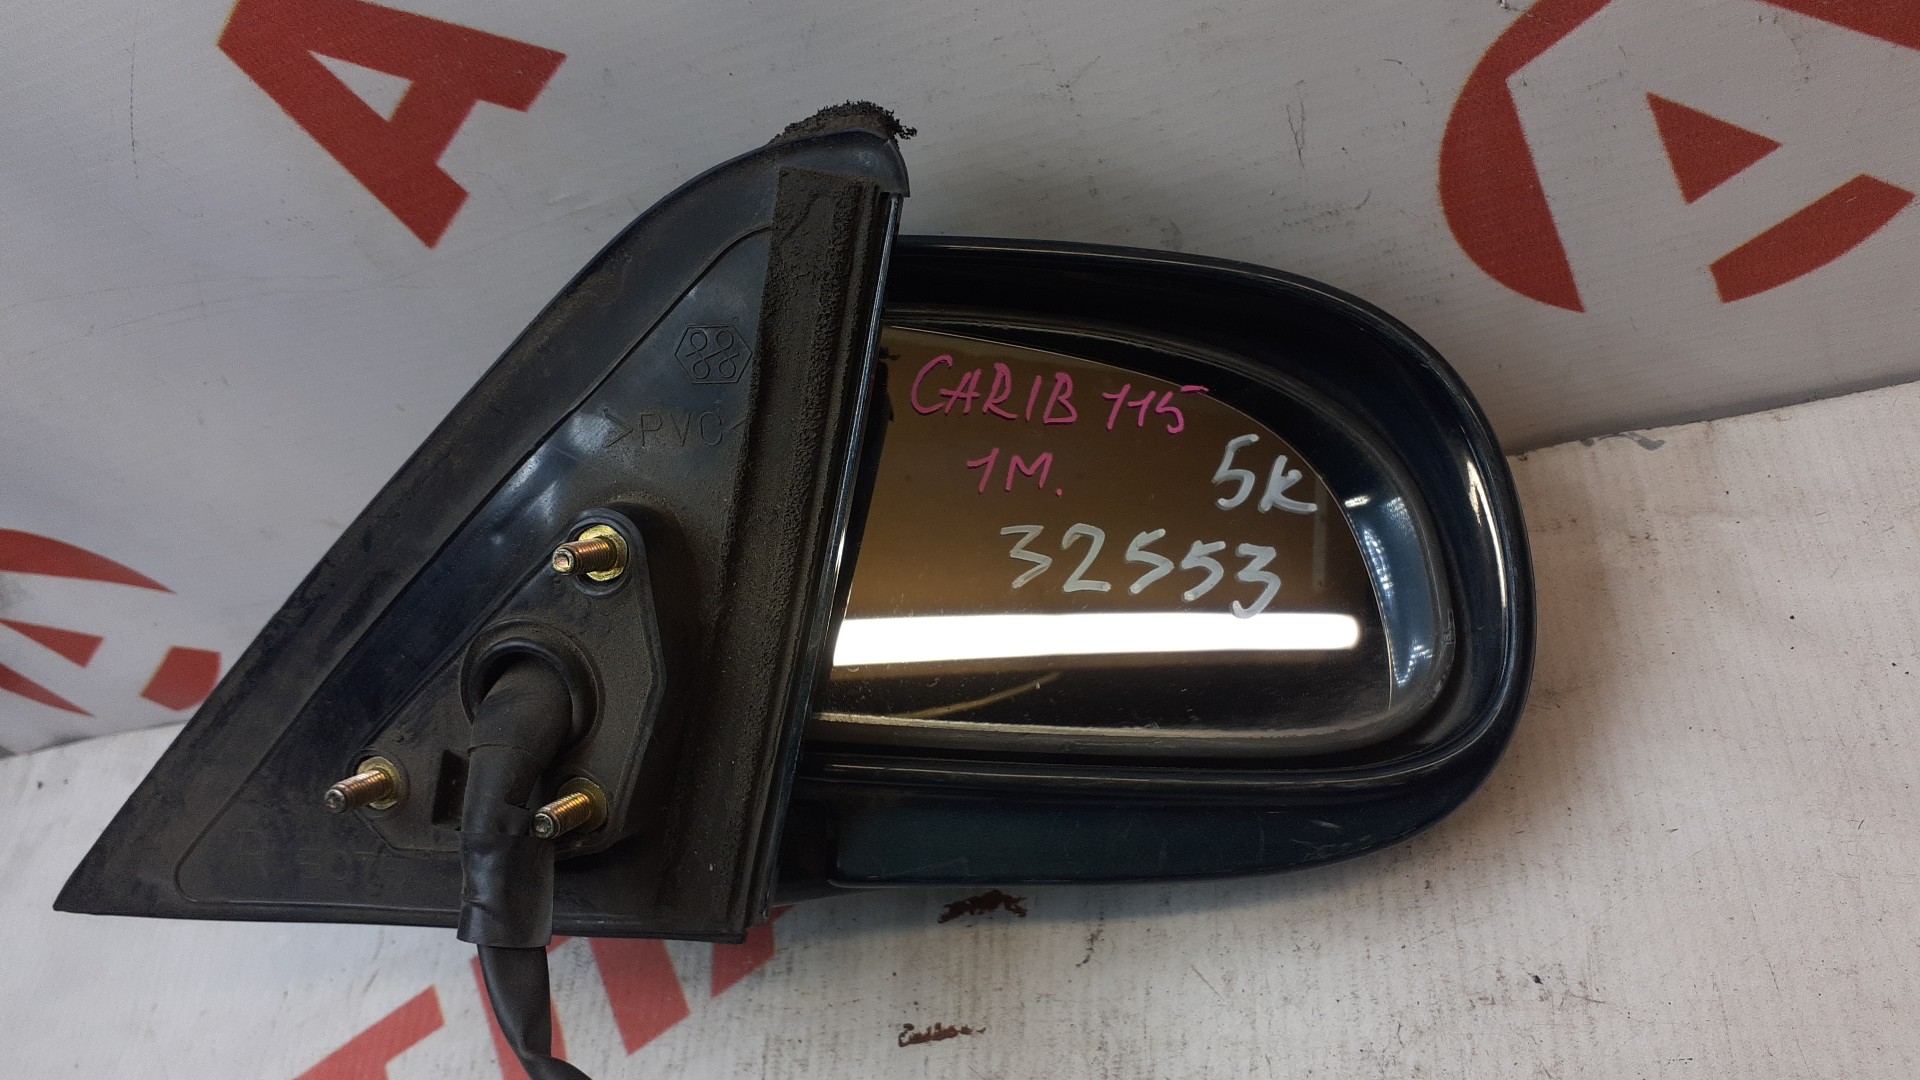 CARIB 115
1M.
5K
32553
>PVC<